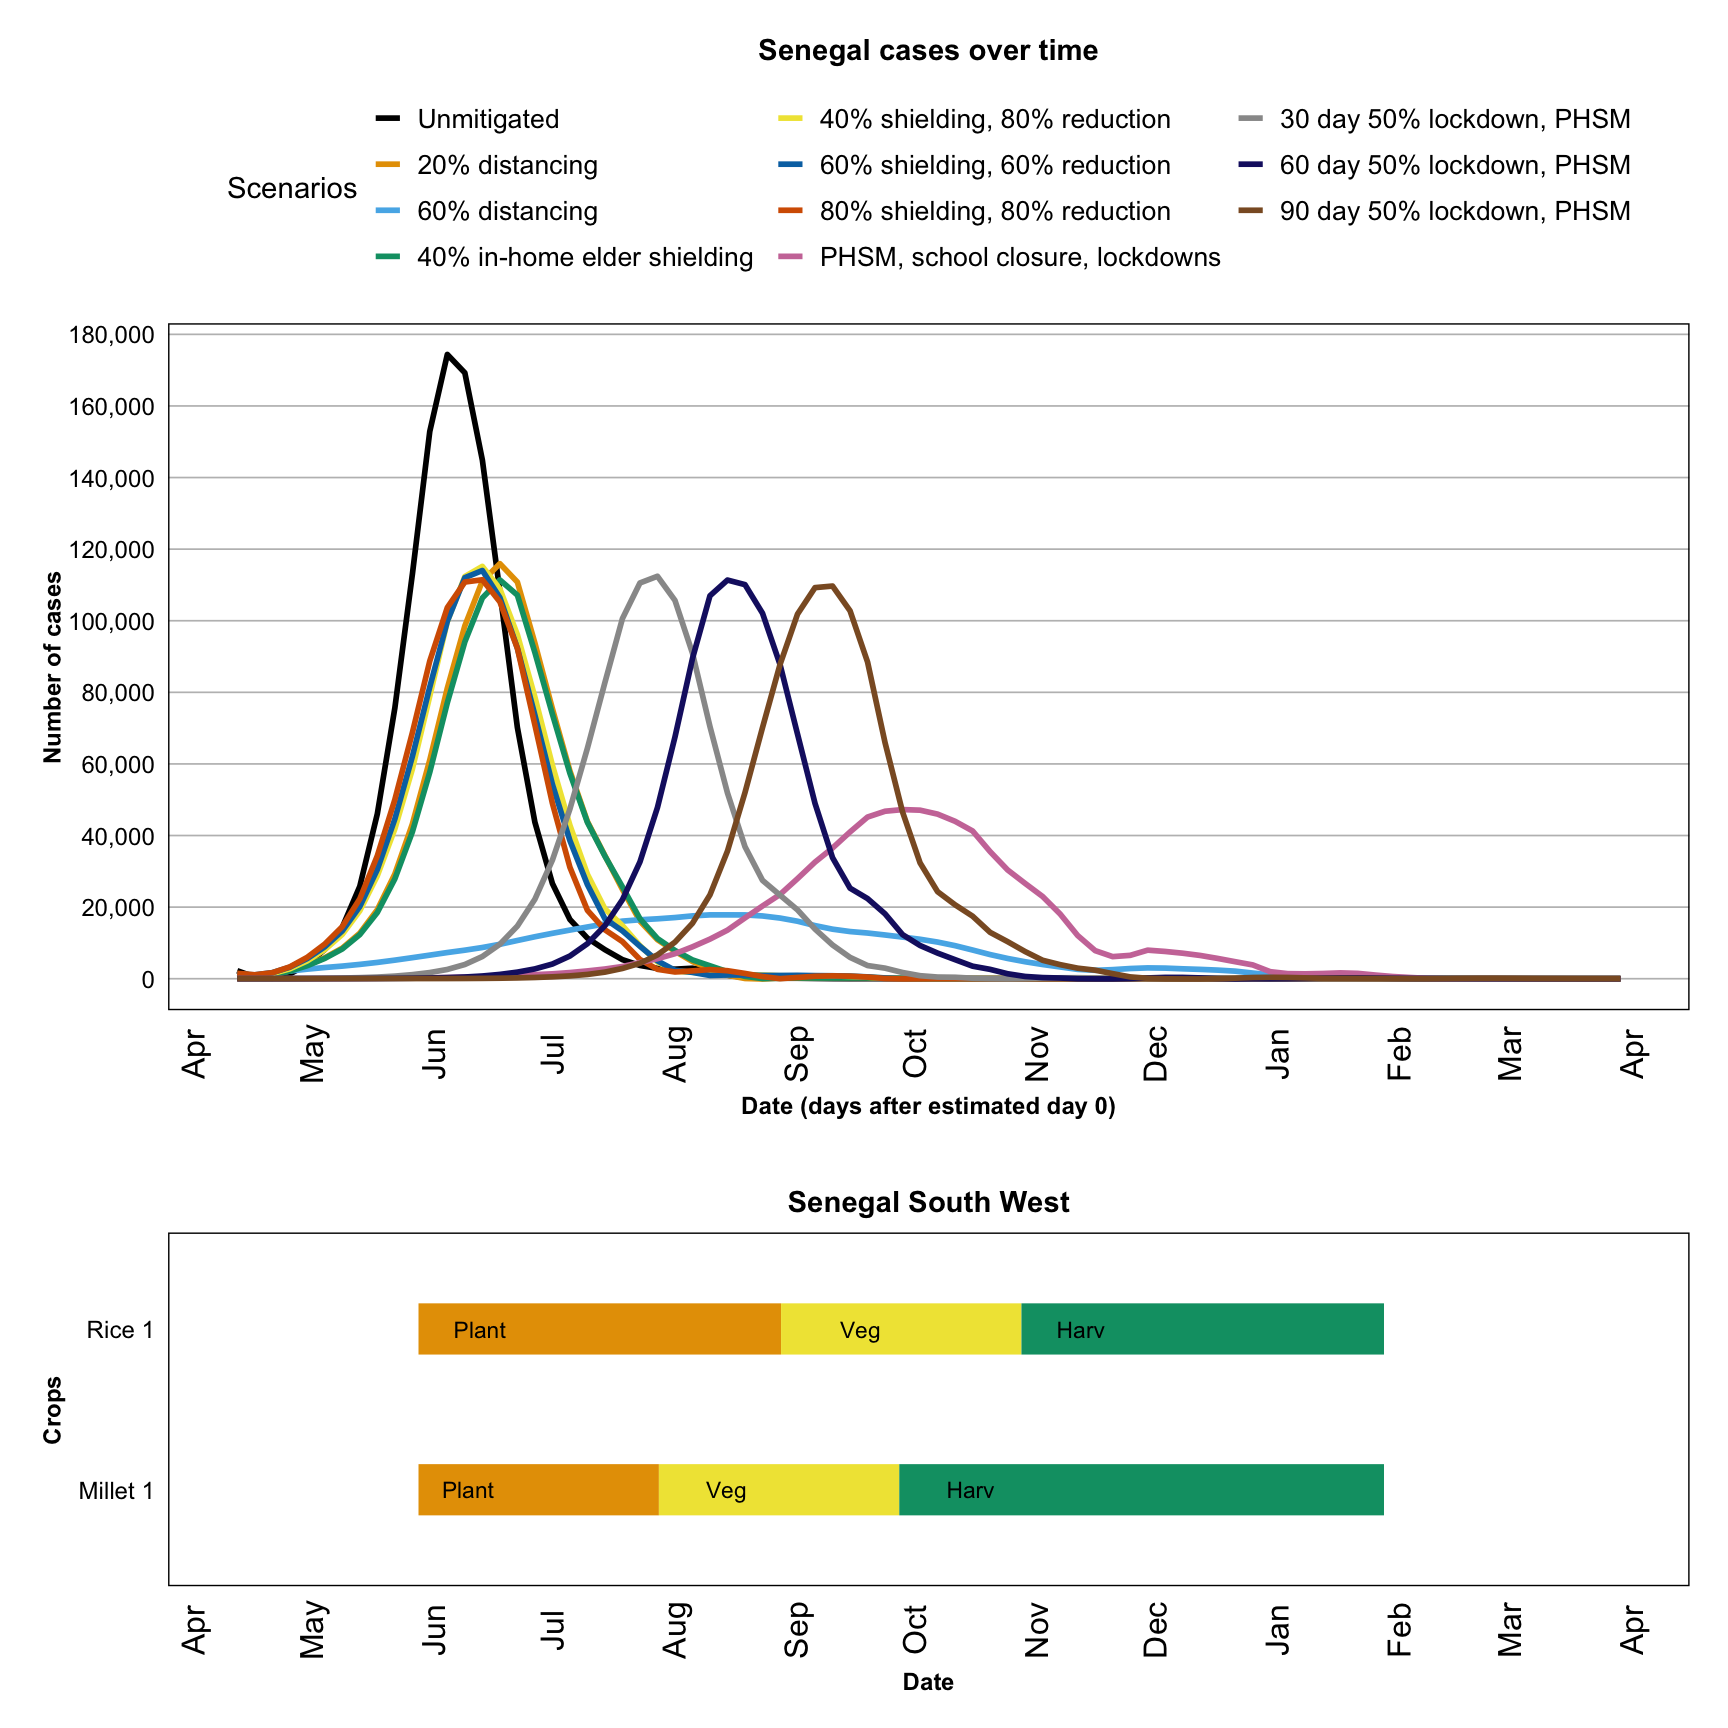 Senegal cases over time
Scenarios
Unmitigated
20% distancing
60% distancing
40% in-home elder shielding
40% shielding, 80% reduction
60% shielding, 60% reduction
80% shielding, 80% reduction
PHSM, school closure, lockdowns
30 day 50% lockdown, PHSM
60 day 50% lockdown, PHSM
90 day 50% lockdown, PHSM
Number of cases
180,000
160,000
140,000
120,000
100,000
80,000
60,000
40,000
20,000
0
Apr May Jun Jul Aug Sep Oct Nov Dec Jan Feb Mar Apr
Date (days after estimated day 0)
Senegal South West
Crops
Rice 1 Plant Veg Harv
Millet 1 Plant Veg Harv
Apr May Jun Jul Aug Sep Oct Nov Dec Jan Feb Mar Apr
Date